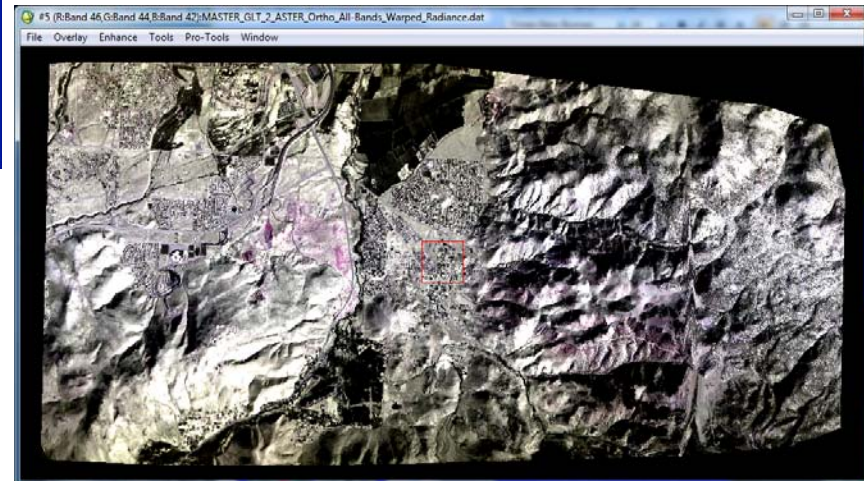 #5 (R:Band 46,G:Band 44,B:Band 42):MASTER_GLT_2_ASTER_Ortho_All-Bands_Warped_Radiance.dat
File Overlay Enhance Tools Pro-Tools Window